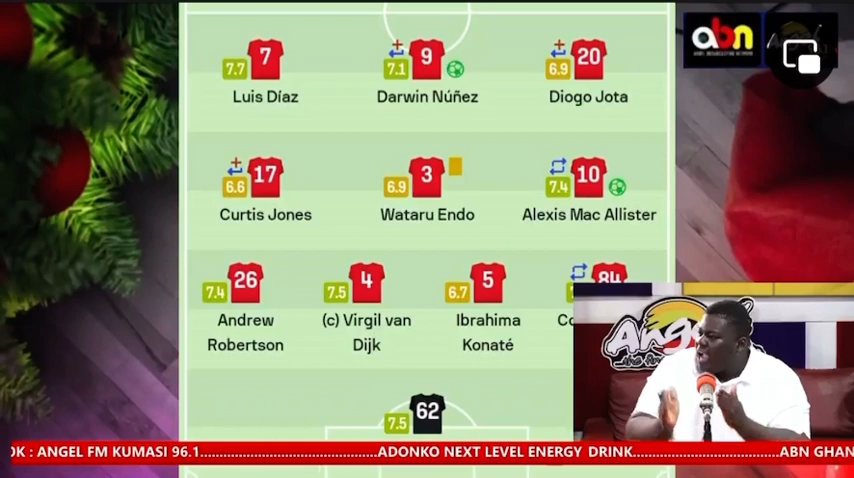 abn
7
9
20
7.7
7.1
6.9
Luis Díaz
Darwin Núñez
Diogo Jota
17
3
10
6.6
6.9
7.4
Curtis Jones
Wataru Endo
Alexis Mac Allister
26
4
5
84
7.4
7.5
6.7
Andrew
Robertson
(c) Virgil van
Dijk
Ibrahima
Konaté
Co
Ange
62
7.5
OK : ANGEL FM KUMASI 96.1....................................ADONKO NEXT LEVEL ENERGY DRINK..............................ABN GHAN